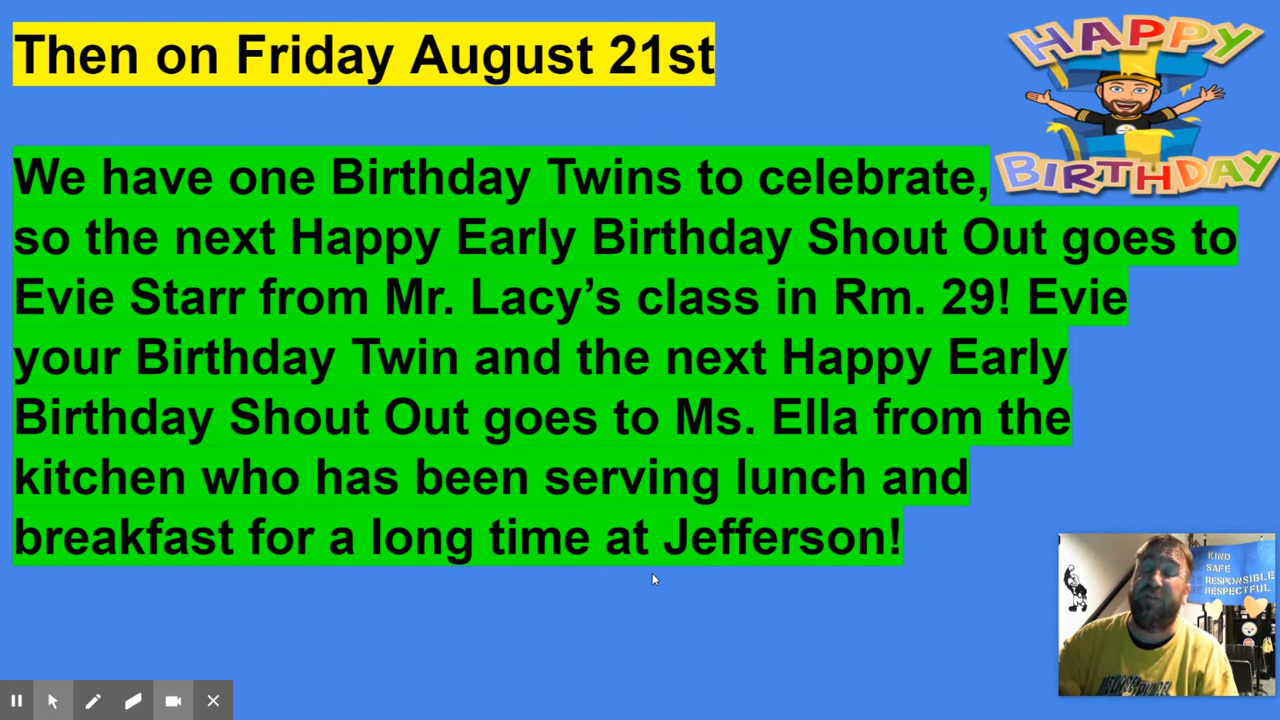 Then on Friday August 21st
HAPPY
BIRTHDAY
We have one Birthday Twins to celebrate,
so the next Happy Early Birthday Shout Out goes to
Evie Starr from Mr. Lacy’s class in Rm. 29! Evie
your Birthday Twin and the next Happy Early
Birthday Shout Out goes to Ms. Ella from the
kitchen who has been serving lunch and
breakfast for a long time at Jefferson!
KIND
SAFE
RESPONSIBLE
RESPECTFUL